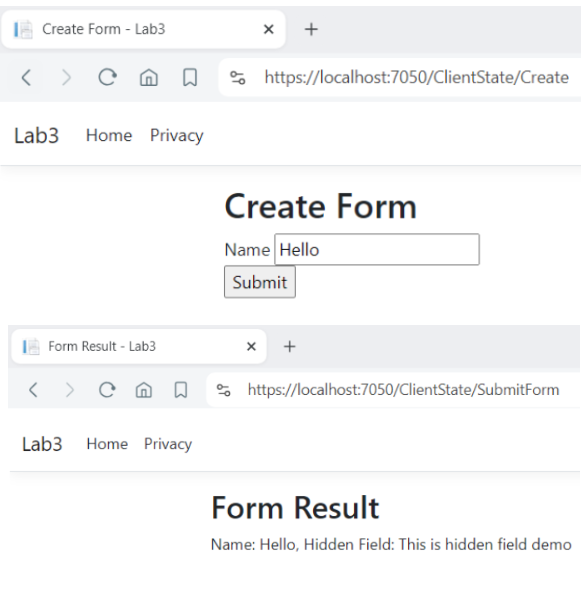 Create Form - Lab3
https://localhost:7050/ClientState/Create
Lab3 Home Privacy
Create Form
Name Hello
Submit
Form Result - Lab3
https://localhost:7050/ClientState/SubmitForm
Lab3 Home Privacy
Form Result
Name: Hello, Hidden Field: This is hidden field demo